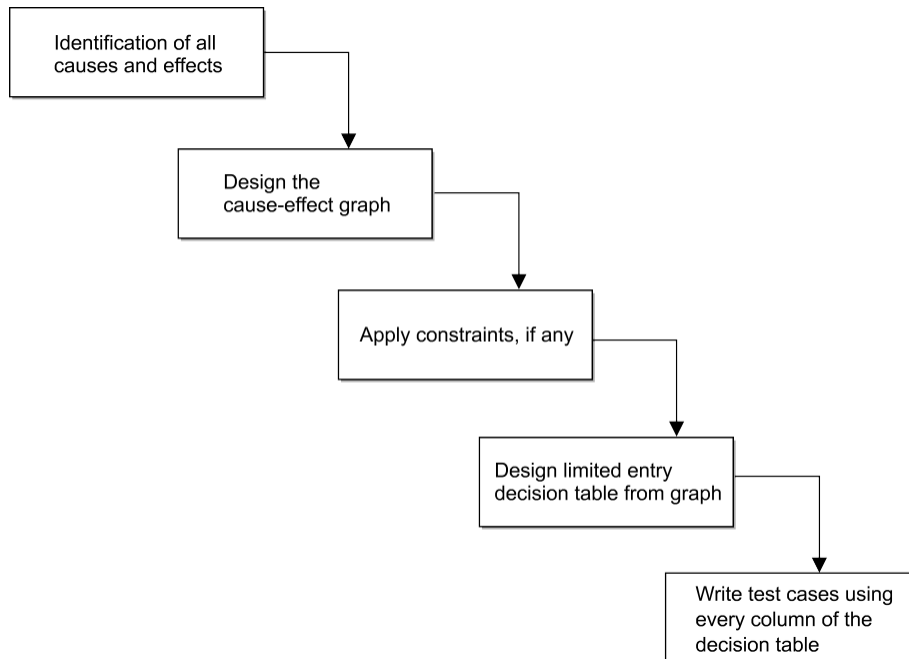 Identification of all
causes and effects
Design the
cause-effect graph
Apply constraints, if any
Design limited entry
decision table from graph
Write test cases using
every column of the
decision table